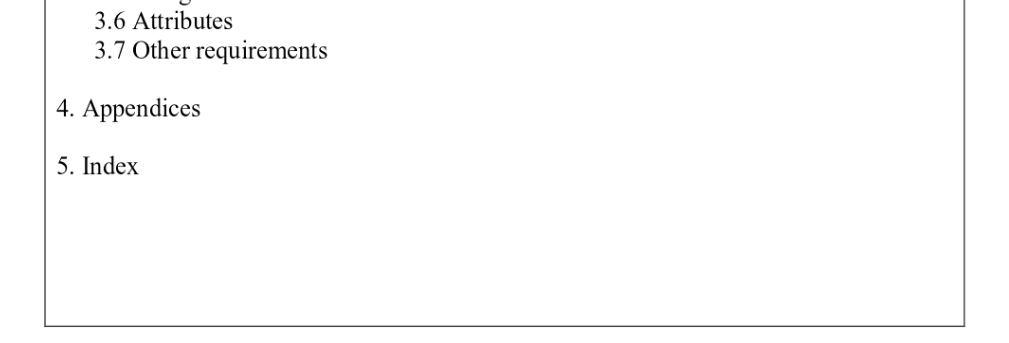 3.6 Attributes
3.7 Other requirements
4. Appendices
5. Index